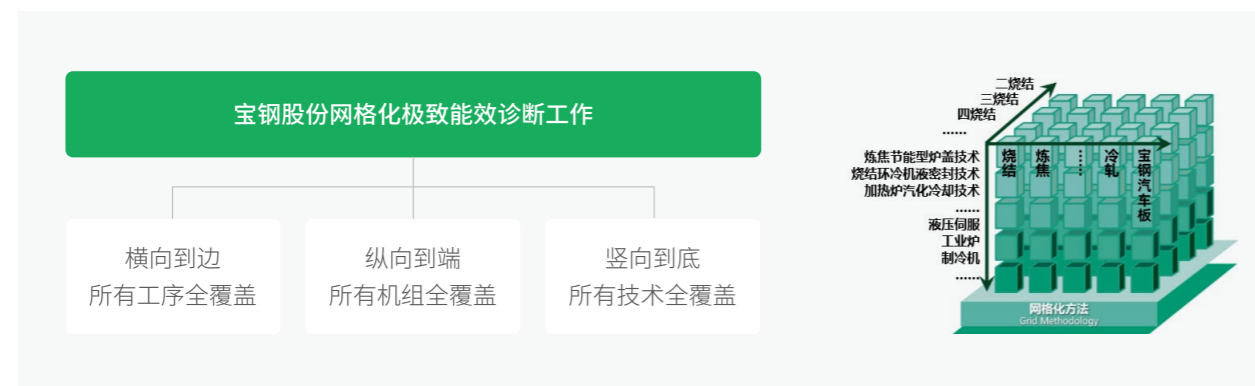 宝钢股份网格化极致能效诊断工作
横向到边
所有工序全覆盖
纵向到端
所有机组全覆盖
竖向到底
所有技术全覆盖
二烧结
三烧结
四烧结
……
炼焦节能型炉盖技术
烧结环冷机液密封技术
加热炉汽化冷却技术
……
液压伺服
工业炉
制冷机
……
烧结
炼焦
……
冷轧
宝钢汽车板
网格化方法
Grid Methodology